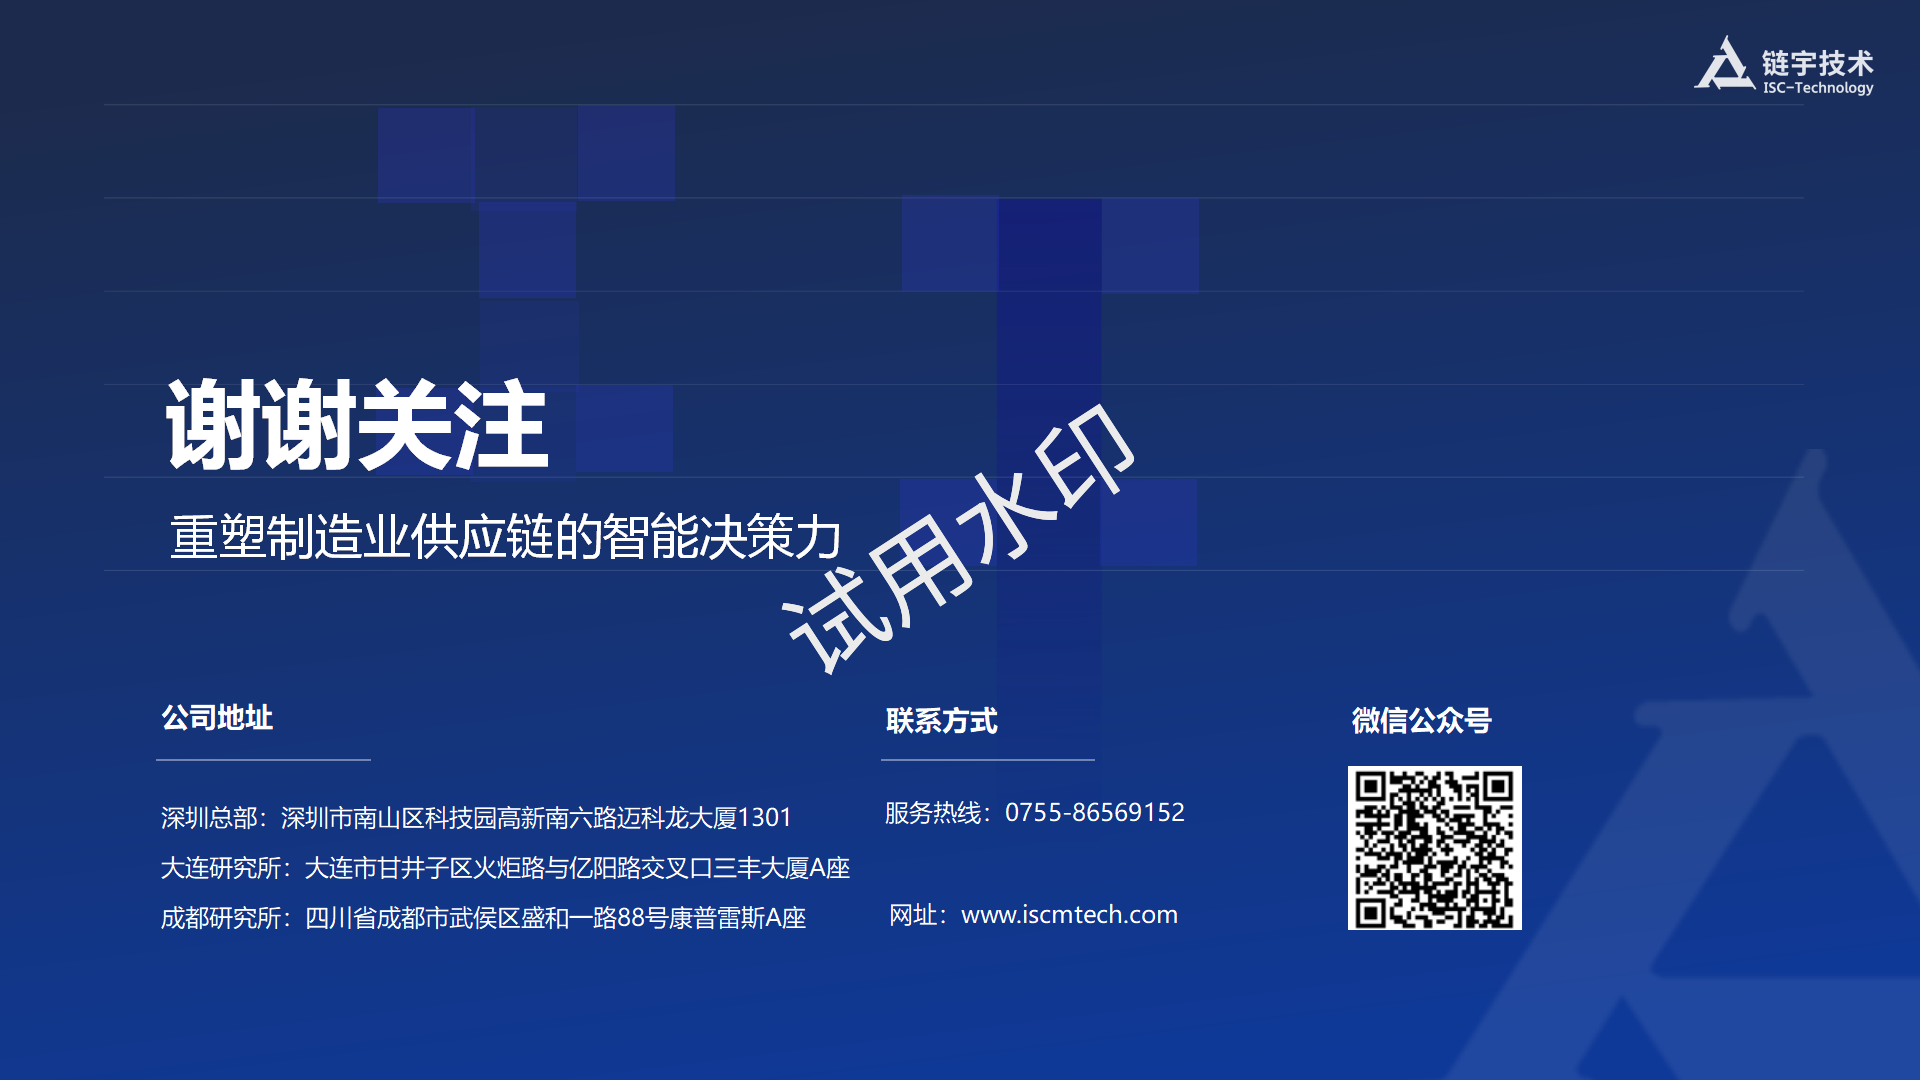 链宇技术
ISC-Technology
谢谢关注
重塑制造业供应链的智能决策力
试用水印
公司地址
深圳总部：深圳市南山区科技园高新南六路迈科龙大厦1301
大连研究所：大连市甘井子区火炬路与亿阳路交叉口三丰大厦A座
成都研究所：四川省成都市武侯区盛和一路88号康普雷斯A座
联系方式
服务热线：0755-86569152
网址：www.iscmtech.com
微信公众号